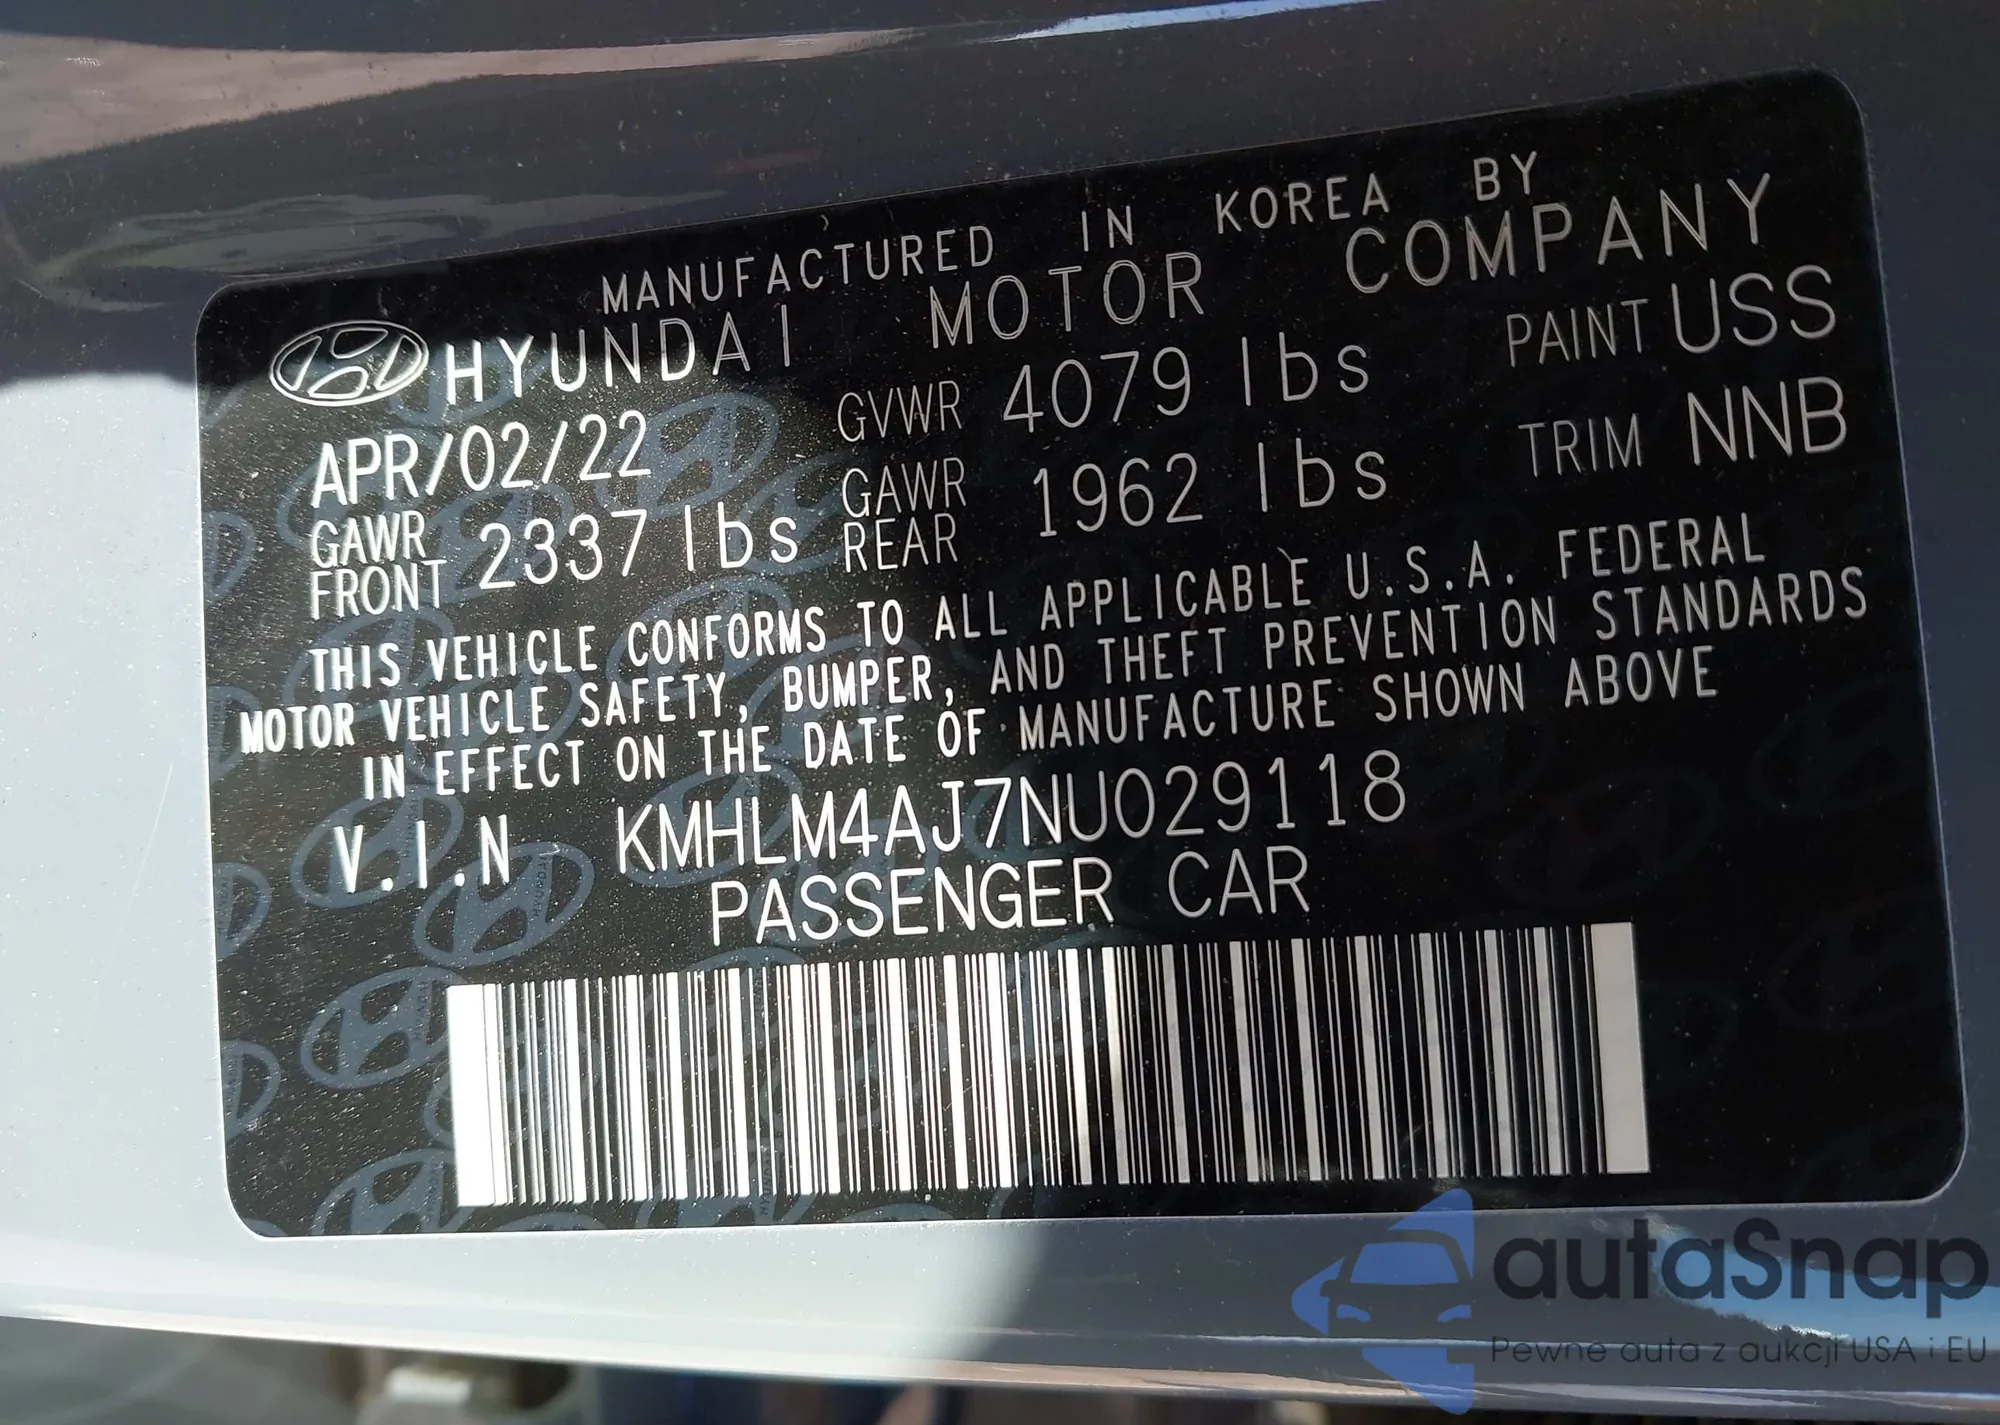 MANUFACTURED IN KOREA BY
HYUNDAI MOTOR COMPANY
APR/02/22 GVWR 4079 lbs PAINT USS
GAWR FRONT 2337 lbs GAWR REAR 1962 lbs TRIM NNB
THIS VEHICLE CONFORMS TO ALL APPLICABLE U.S.A. FEDERAL
MOTOR VEHICLE SAFETY, BUMPER, AND THEFT PREVENTION STANDARDS
IN EFFECT ON THE DATE OF MANUFACTURE SHOWN ABOVE
V.I.N KMHLM4AJ7NU029118
PASSENGER CAR
autaSnap
Pewne auta z aukcji USA i EU